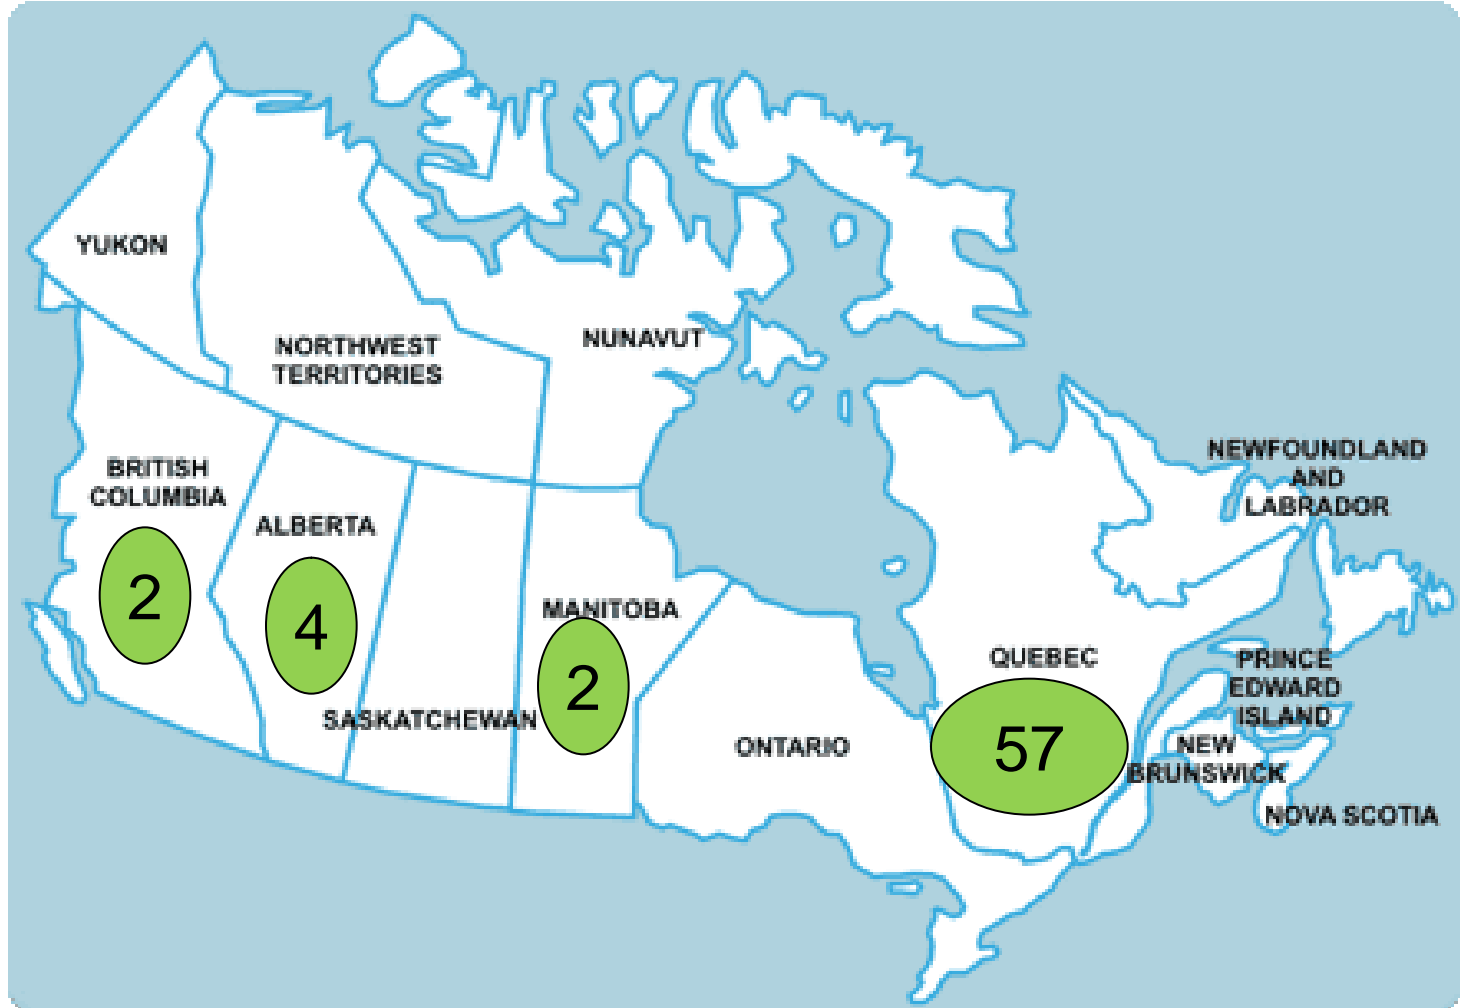 YUKON
NORTHWEST
TERRITORIES
NUNAVUT
BRITISH
COLUMBIA
2
ALBERTA
4
SASKATCHEWAN
MANITOBA
2
ONTARIO
QUEBEC
57
NEWFOUNDLAND
AND
LABRADOR
PRINCE
EDWARD
ISLAND
NEW
BRUNSWICK
NOVA SCOTIA